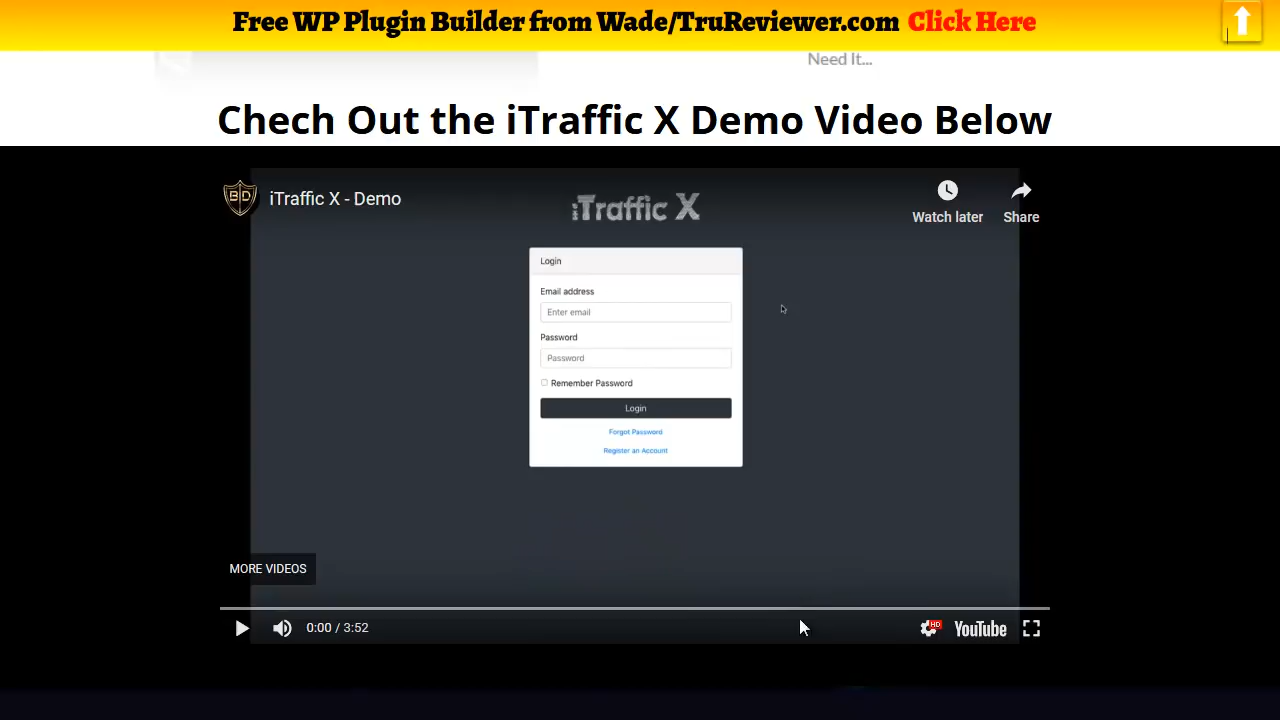 Free WP Plugin Builder from Wade/TruReviewer.com Click Here
Need It...
Chech Out the iTraffic X Demo Video Below
BD
iTraffic X - Demo
iTraffic X
Watch later
Share
Login
Email address
Enter email
Password
Password
Remember Password
Login
Forgot Password
Register an Account
MORE VIDEOS
0:00 / 3:52
HD
YouTube